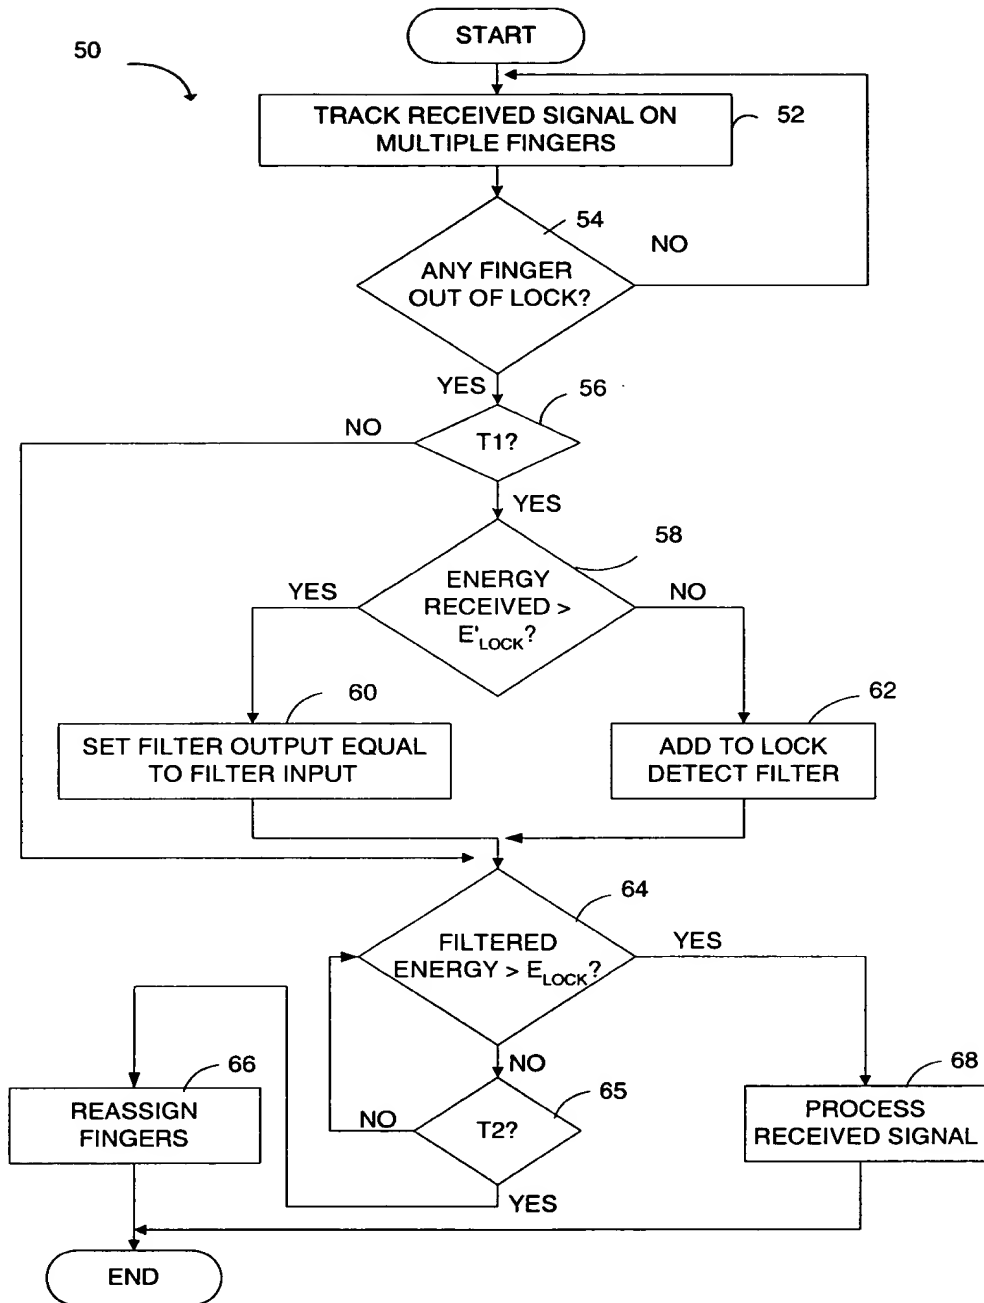 START
50
TRACK RECEIVED SIGNAL ON
MULTIPLE FINGERS
52
54
NO
ANY FINGER
OUT OF LOCK?
YES
56
NO
T1?
YES
58
YES
ENERGY
RECEIVED >
E'LOCK?
NO
60
62
SET FILTER OUTPUT EQUAL
TO FILTER INPUT
ADD TO LOCK
DETECT FILTER
64
FILTERED
ENERGY > ELOCK?
YES
NO
66
65
68
REASSIGN
FINGERS
NO
T2?
PROCESS
RECEIVED SIGNAL
YES
END